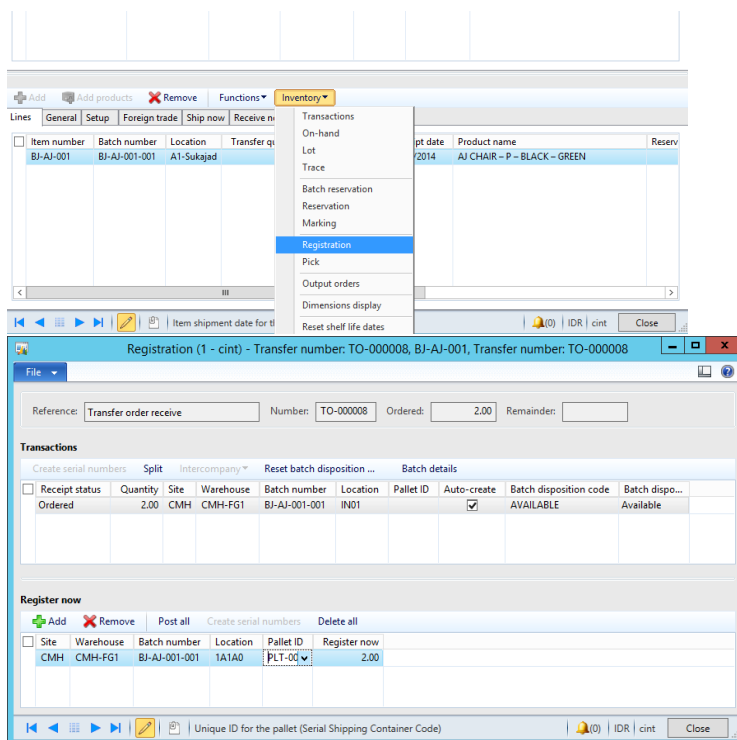 Add Add products Remove Functions Inventory
Lines General Setup Foreign trade Ship now Receive
Transactions
On-hand
Lot
Trace
Batch reservation
Reservation
Marking
Registration
Pick
Output orders
Dimensions display
Reset shelf life dates
Item number Batch number Location Transfer pt date Product name Reserv
BJ-AJ-001 BJ-AJ-001-001 A1-Sukajad /2014 AJ CHAIR – P – BLACK – GREEN
Item shipment date for (0) IDR cint Close
Registration (1 - cint) - Transfer number: TO-000008, BJ-AJ-001, Transfer number: TO-000008
File
Reference: Transfer order receive Number: TO-000008 Ordered: 2.00 Remainder:
Transactions
Create serial numbers Split Intercompany Reset batch disposition ... Batch details
Receipt status Quantity Site Warehouse Batch number Location Pallet ID Auto-create Batch disposition code Batch dispo...
Ordered 2.00 CMH CMH-FG1 BJ-AJ-001-001 IN01 AVAILABLE Available
Register now
Add Remove Post all Create serial numbers Delete all
Site Warehouse Batch number Location Pallet ID Register now
CMH CMH-FG1 BJ-AJ-001-001 1A1A0 PLT-00 2.00
Unique ID for the pallet (Serial Shipping Container Code) (0) IDR cint Close